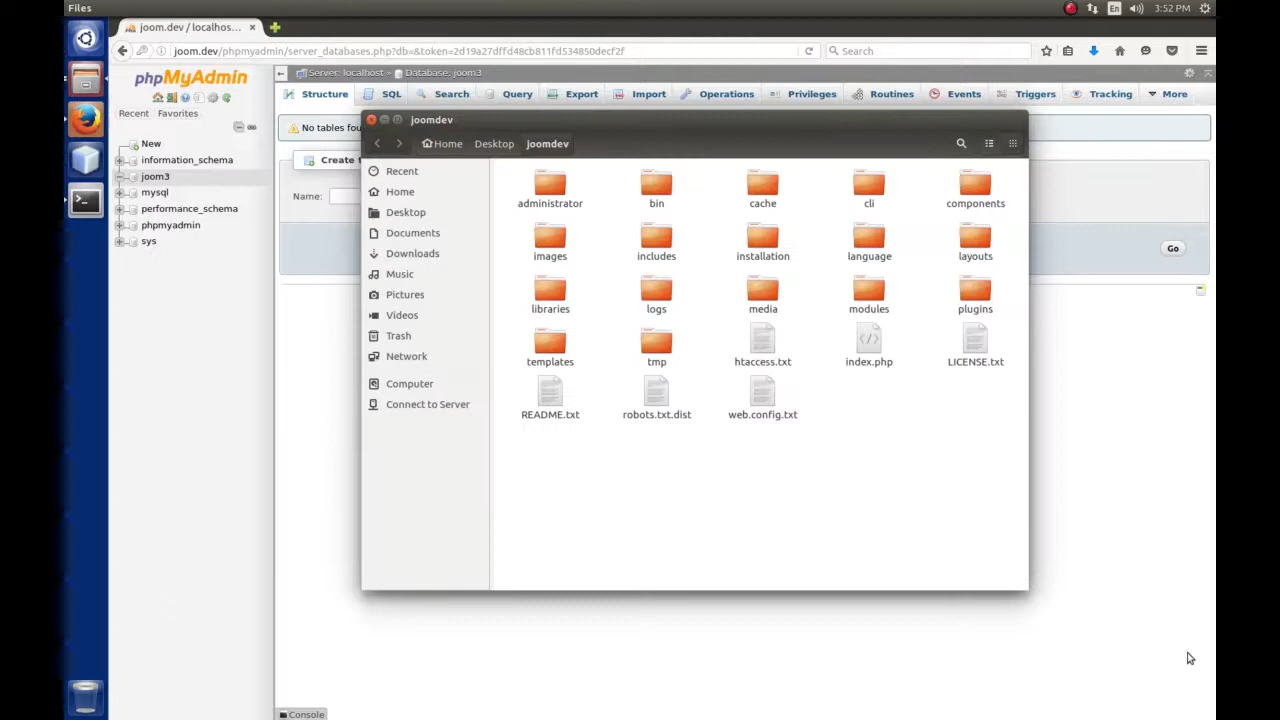 Files
En
3:52 PM
joom.dev / localhos...
joom.dev/phpmyadmin/server_databases.php?db=&token=2d19a27dffd48cb811fd534850decf2f
Search
phpMyAdmin
Server: localhost » Database: joom3
Structure SQL Search Query Export Import Operations Privileges Routines Events Triggers Tracking More
Recent Favorites
No tables fou
Create t
Name:
Go
New
information_schema
joom3
mysql
performance_schema
phpmyadmin
sys
joomdev
Home Desktop joomdev
Recent
Home
Desktop
Documents
Downloads
Music
Pictures
Videos
Trash
Network
Computer
Connect to Server
administrator bin cache cli components
images includes installation language layouts
libraries logs media modules plugins
templates tmp htaccess.txt index.php LICENSE.txt
README.txt robots.txt.dist web.config.txt
Console